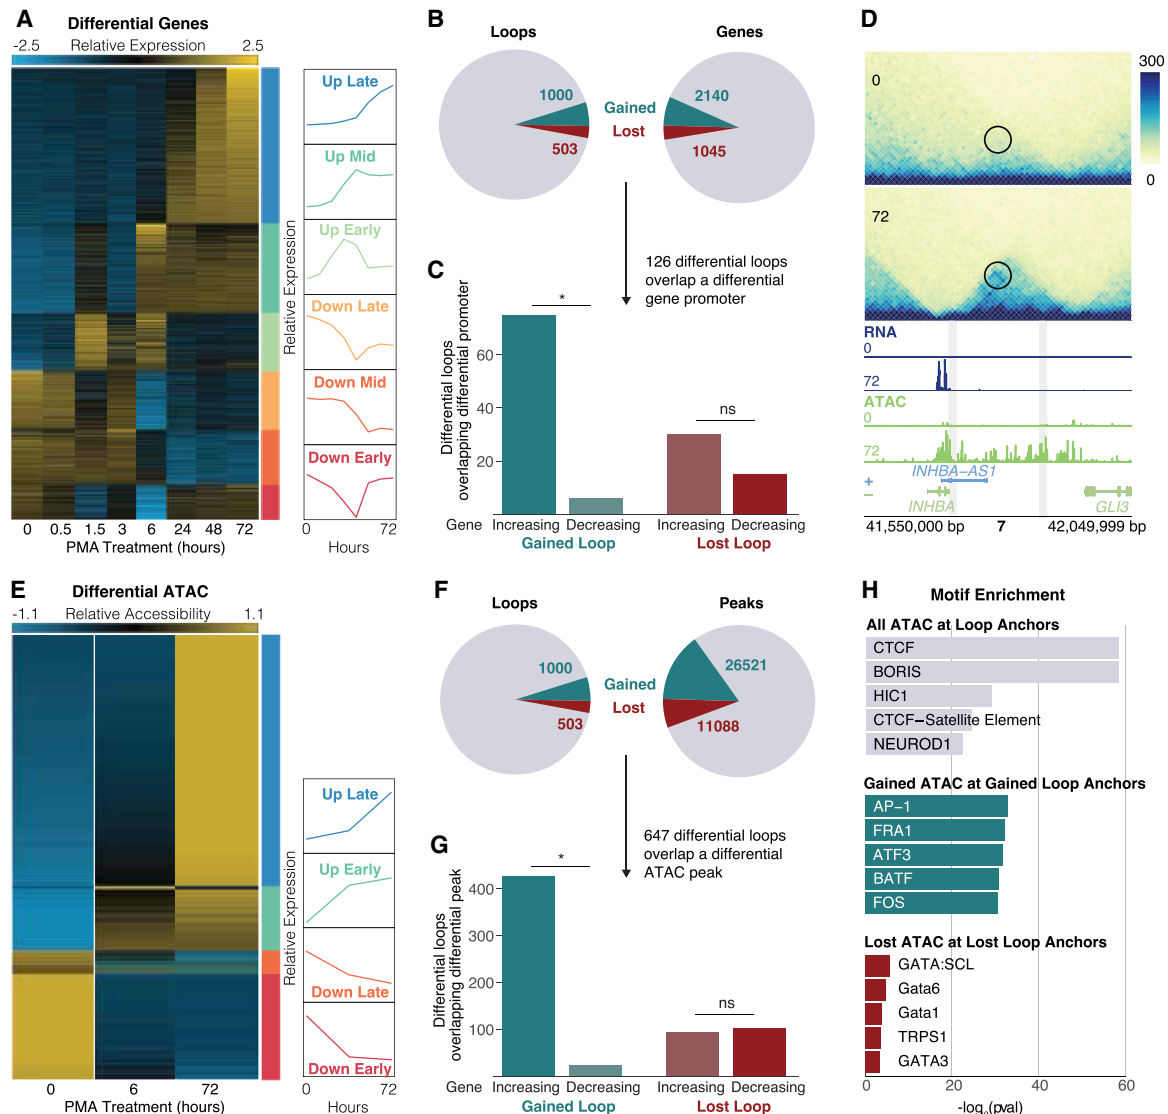 A
Differential Genes
-2.5 Relative Expression 2.5
Up Late
Up Mid
Up Early
Down Late
Down Mid
Down Early
Relative Expression
0 0.5 1.5 3 6 24 48 72
PMA Treatment (hours)
0 72
Hours
B
Loops
Genes
1000
503
Gained
Lost
2140
1045
126 differential loops
overlap a differential
gene promoter
C
Differential loops
overlapping differential promoter
60
40
20
*
ns
Gene Increasing Decreasing Increasing Decreasing
Gained Loop Lost Loop
D
0
72
300
0
RNA
0
72
ATAC
0
72
INHBA−AS1
+
−
INHBA
GLI3
41,550,000 bp 7 42,049,999 bp
E
Differential ATAC
-1.1 Relative Accessibility 1.1
Up Late
Up Early
Down Late
Down Early
Relative Expression
0 6 72
PMA Treatment (hours)
0 72
Hours
F
Loops
Peaks
1000
503
Gained
Lost
26521
11088
647 differential loops
overlap a differential
ATAC peak
G
Differential loops
overlapping differential peak
400
300
200
100
*
ns
Gene Increasing Decreasing Increasing Decreasing
Gained Loop Lost Loop
H
Motif Enrichment
All ATAC at Loop Anchors
CTCF
BORIS
HIC1
CTCF−Satellite Element
NEUROD1
Gained ATAC at Gained Loop Anchors
AP−1
FRA1
ATF3
BATF
FOS
Lost ATAC at Lost Loop Anchors
GATA:SCL
Gata6
Gata1
TRPS1
GATA3
0 20 40 60
(pval)